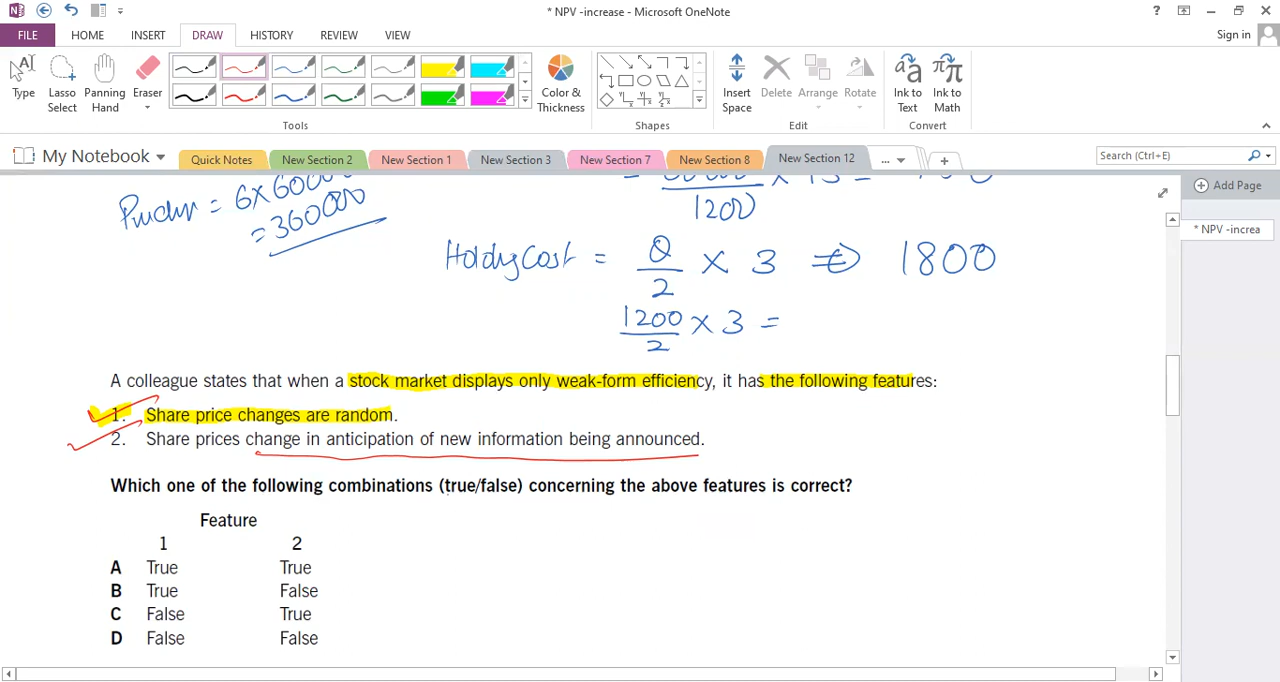 * NPV -increase - Microsoft OneNote
?
FILE HOME INSERT DRAW HISTORY REVIEW VIEW
Sign in
Type Lasso Select Panning Hand Eraser
Color & Thickness
Insert Space Delete Arrange Rotate
Ink to Text Ink to Math
Tools Shapes Edit Convert
My Notebook Quick Notes New Section 2 New Section 1 New Section 3 New Section 7 New Section 8 New Section 12 ... +
Search (Ctrl+E)
Add Page
* NPV -increa
= 6×60000
= 360000
1200
Holdg Cost = Q/2 × 3 ⇒ 1800
1200/2 × 3 =
A colleague states that when a stock market displays only weak-form efficiency, it has the following features:
1. Share price changes are random.
2. Share prices change in anticipation of new information being announced.
Which one of the following combinations (true/false) concerning the above features is correct?
Feature
1 2
A True True
B True False
C False True
D False False